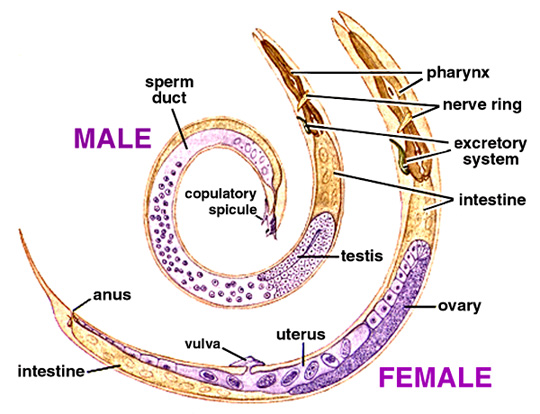 pharynx
nerve ring
excretory
system
intestine
sperm
duct
MALE
copulatory
spicule
testis
ovary
anus
vulva
uterus
intestine
FEMALE